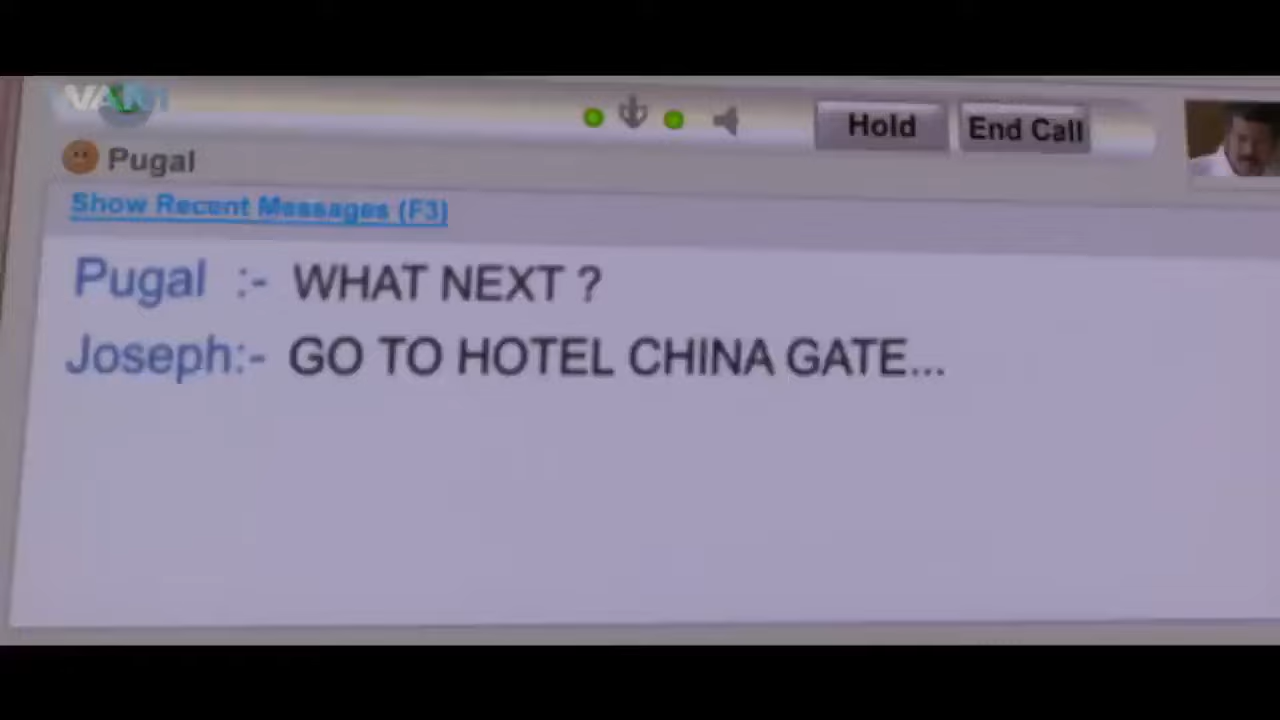 Hold
End Call
Pugal
Show Recent Messages (F3)
Pugal :- WHAT NEXT ?
Joseph:- GO TO HOTEL CHINA GATE...